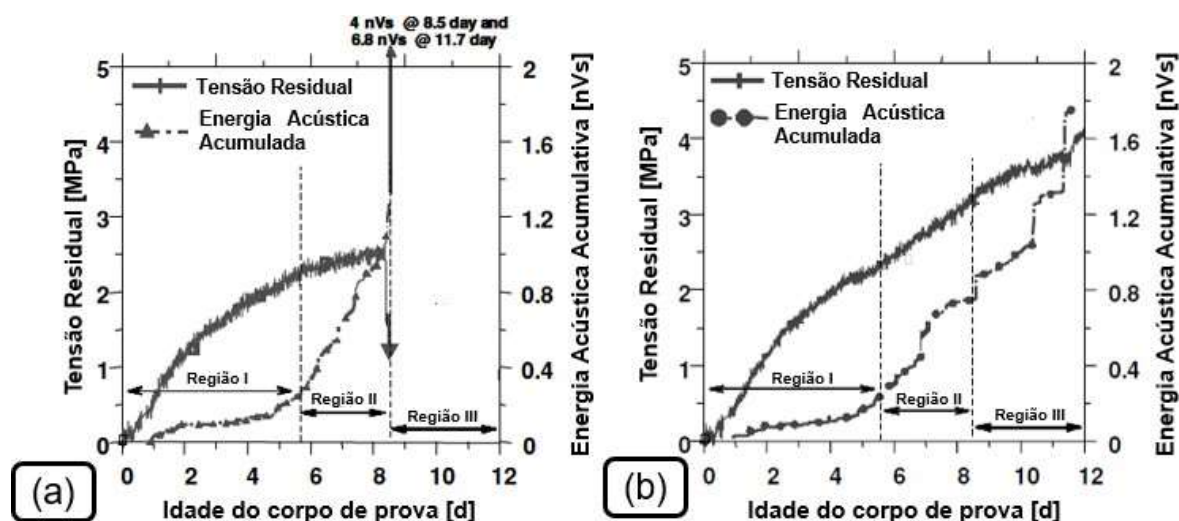 4 nVs @ 8.5 day and
6.8 nVs @ 11.7 day
5
4
3
2
1
0
Tensão Residual [MPa]
Tensão Residual
Energia Acústica
Acumulada
Região I
Região II
Região III
2
1.6
1.2
0.8
0.4
0
Energia Acústica Acumulativa [nVs]
0 2 4 6 8 10 12
Idade do corpo de prova [d]
(a)
5
4
3
2
1
0
Tensão Residual [MPa]
Tensão Residual
Energia Acústica
Acumulada
Região I
Região II
Região III
2
1.6
1.2
0.8
0.4
0
Energia Acústica Acumulativa [nVs]
0 2 4 6 8 10 12
Idade do corpo de prova [d]
(b)